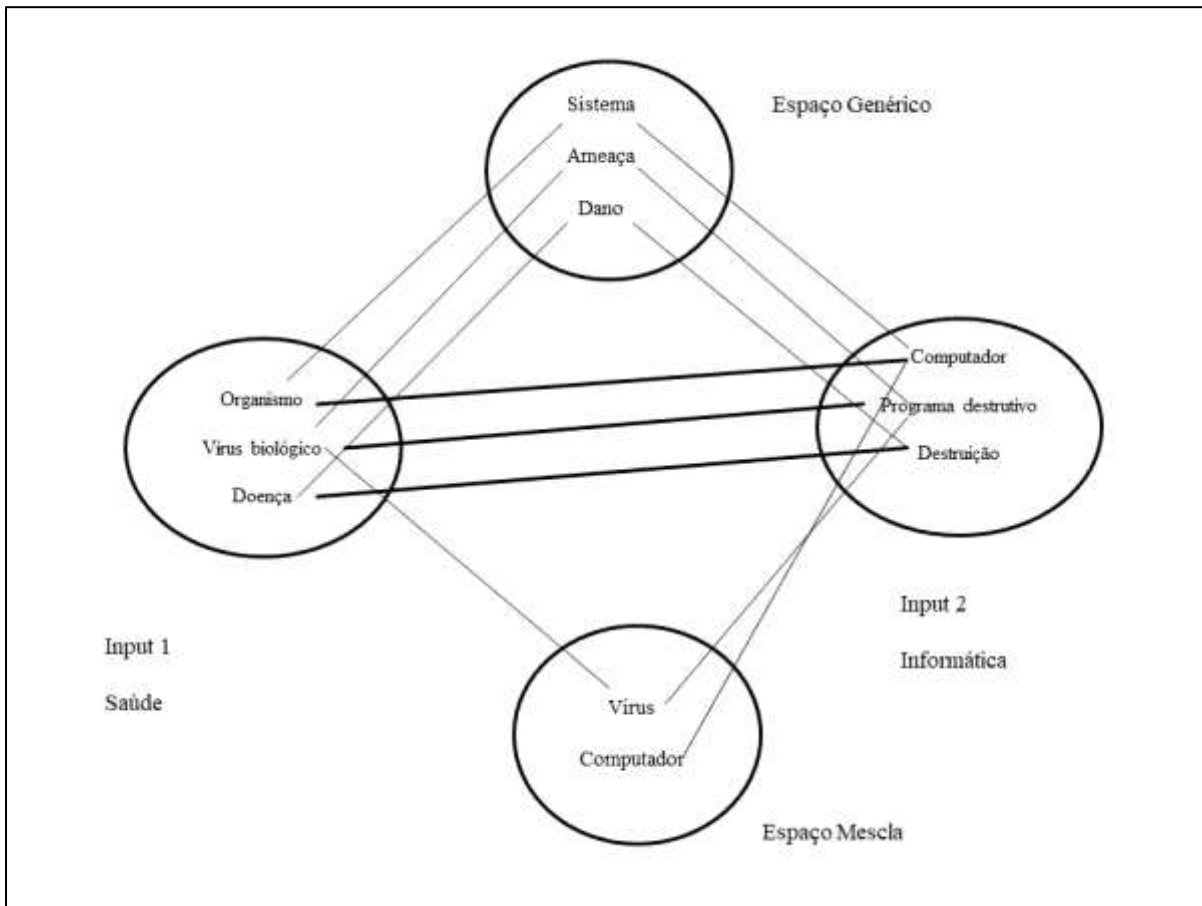 Sistema
Espaço Genérico
Ameaça
Dano
Organismo
Vírus biológico
Doença
Computador
Programa destrutivo
Destruição
Input 1
Saúde
Input 2
Informática
Vírus
Computador
Espaço Mescla